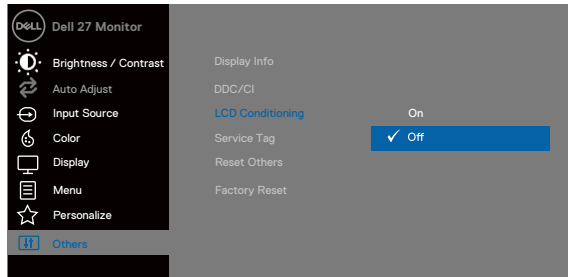 DELL Dell 27 Monitor
Brightness / Contrast
Auto Adjust
Input Source
Color
Display
Menu
Personalize
Others
Display Info
DDC/CI
LCD Conditioning On
Service Tag Off
Reset Others
Factory Reset